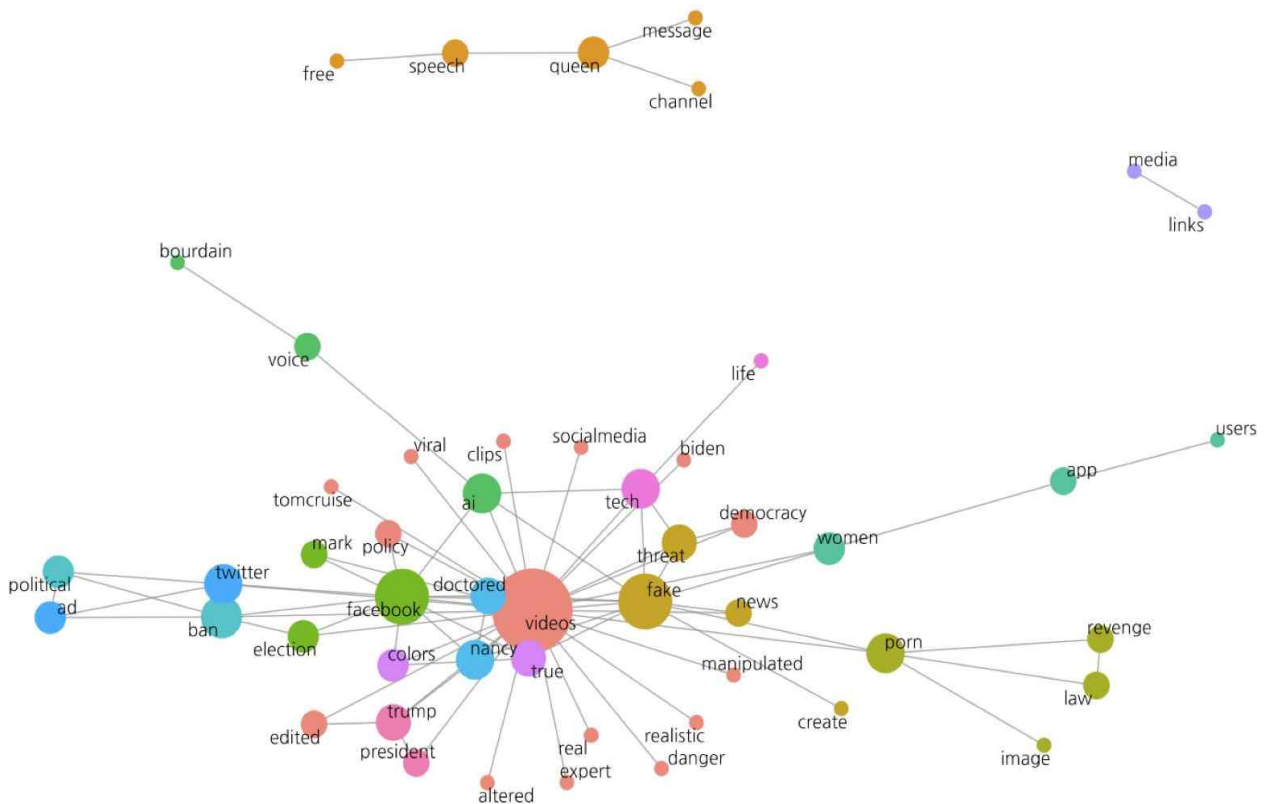 message
free
speech
queen
channel
media
links
bourdain
voice
life
users
viral
clips
socialmedia
biden
app
tomcruise
ai
tech
democracy
mark
policy
threat
women
political
twitter
doctored
fake
ad
ban
facebook
videos
news
revenge
election
colors
nancy
true
manipulated
porn
law
edited
trump
president
real
realistic
create
image
expert
danger
altered